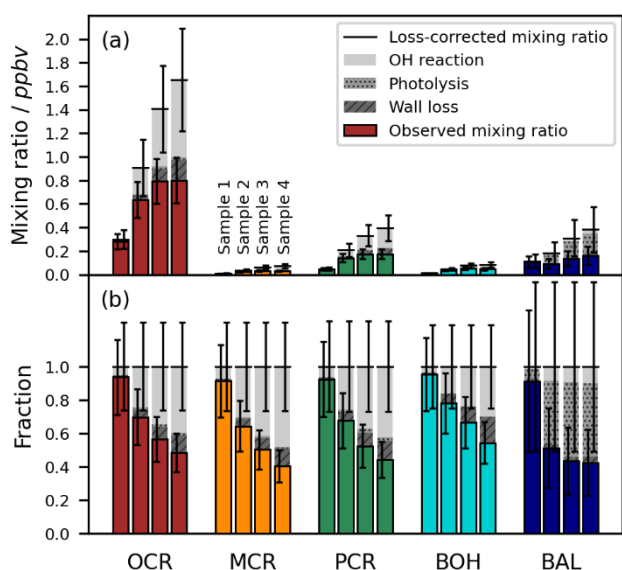 (a)
Loss-corrected mixing ratio
OH reaction
Photolysis
Wall loss
Observed mixing ratio
Mixing ratio / ppbv
2.0
1.8
1.6
1.4
1.2
1.0
0.8
0.6
0.4
0.2
0.0
Sample 1
Sample 2
Sample 3
Sample 4
(b)
Fraction
1.0
0.8
0.6
0.4
0.2
0.0
OCR MCR PCR BOH BAL